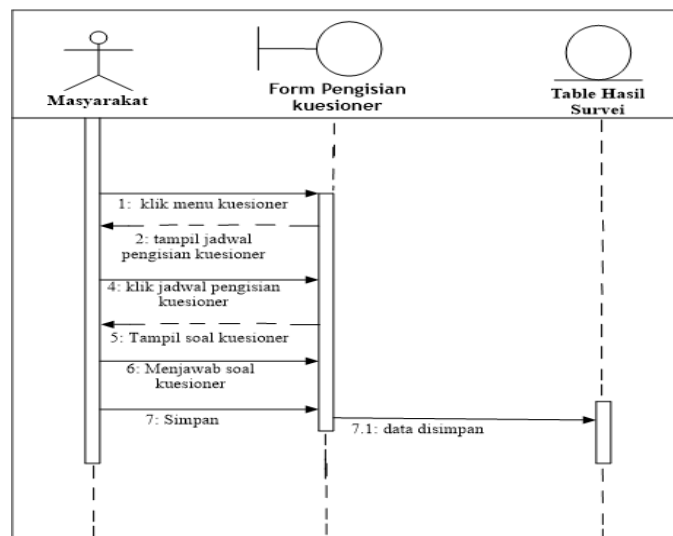 Masyarakat
Form Pengisian
kuesioner
Table Hasil
Survei
1: klik menu kuesioner
2: tampil jadwal
pengisian kuesioner
4: klik jadwal pengisian
kuesioner
5: Tampil soal kuesioner
6: Menjawab soal
kuesioner
7: Simpan
7.1: data disimpan